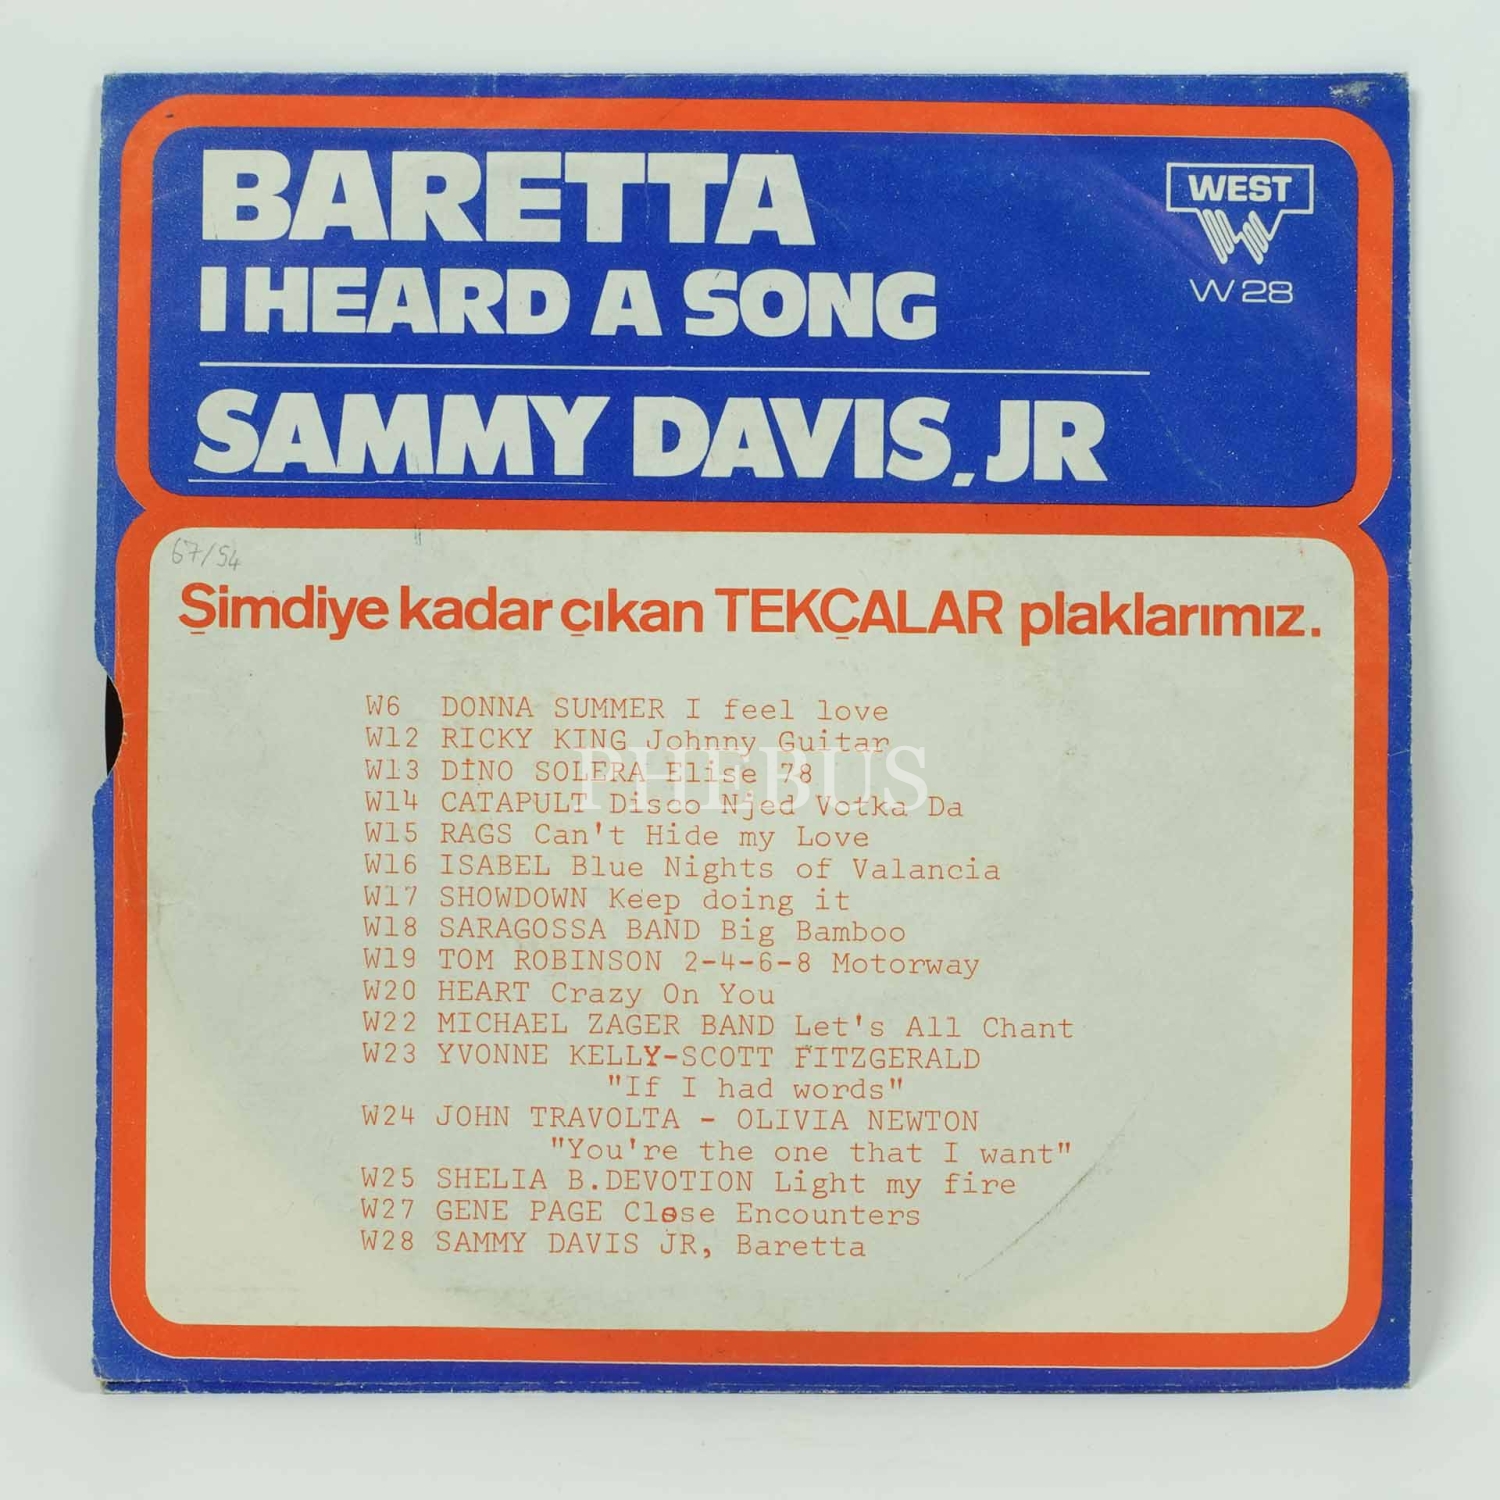 BARETTA
I HEARD A SONG
SAMMY DAVIS, JR
WEST
W 28
67/54
Şimdiye kadar çıkan TEKÇALAR plaklarımız.
W6 DONNA SUMMER I feel love
W12 RICKY KING Johnny Guitar
W13 DİNO SOLERA Elise 78
W14 CATAPULT Disco Njed Votka Da
W15 RAGS Can't Hide my Love
W16 ISABEL Blue Nights of Valancia
W17 SHOWDOWN Keep doing it
W18 SARAGOSSA BAND Big Bamboo
W19 TOM ROBINSON 2-4-6-8 Motorway
W20 HEART Crazy On You
W22 MICHAEL ZAGER BAND Let's All Chant
W23 YVONNE KELLY-SCOTT FITZGERALD
"If I had words"
W24 JOHN TRAVOLTA - OLIVIA NEWTON
"You're the one that I want"
W25 SHELIA B.DEVOTION Light my fire
W27 GENE PAGE Close Encounters
W28 SAMMY DAVIS JR, Baretta
PHEBUS